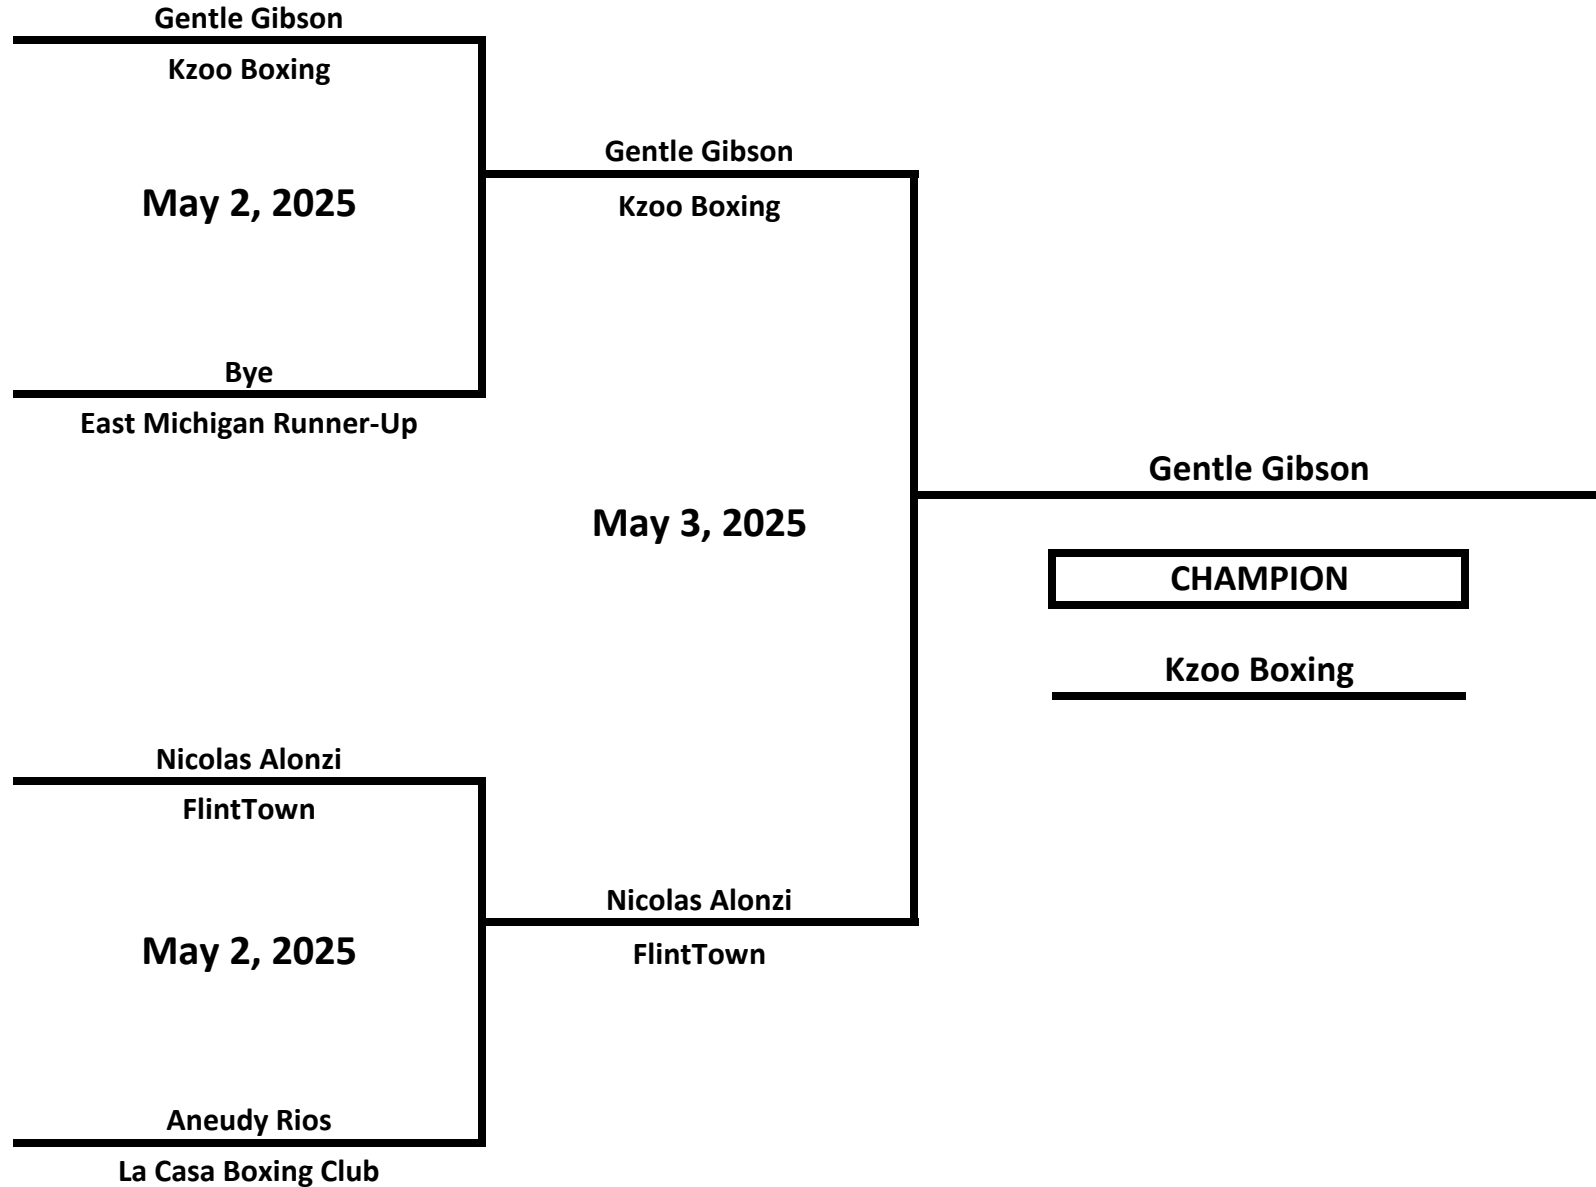 Gentle Gibson
Kzoo Boxing
May 2, 2025
Bye
East Michigan Runner-Up
Nicolas Alonzi
FlintTown
May 2, 2025
Aneudy Rios
La Casa Boxing Club
Gentle Gibson
Kzoo Boxing
May 3, 2025
Nicolas Alonzi
FlintTown
Gentle Gibson
CHAMPION
Kzoo Boxing